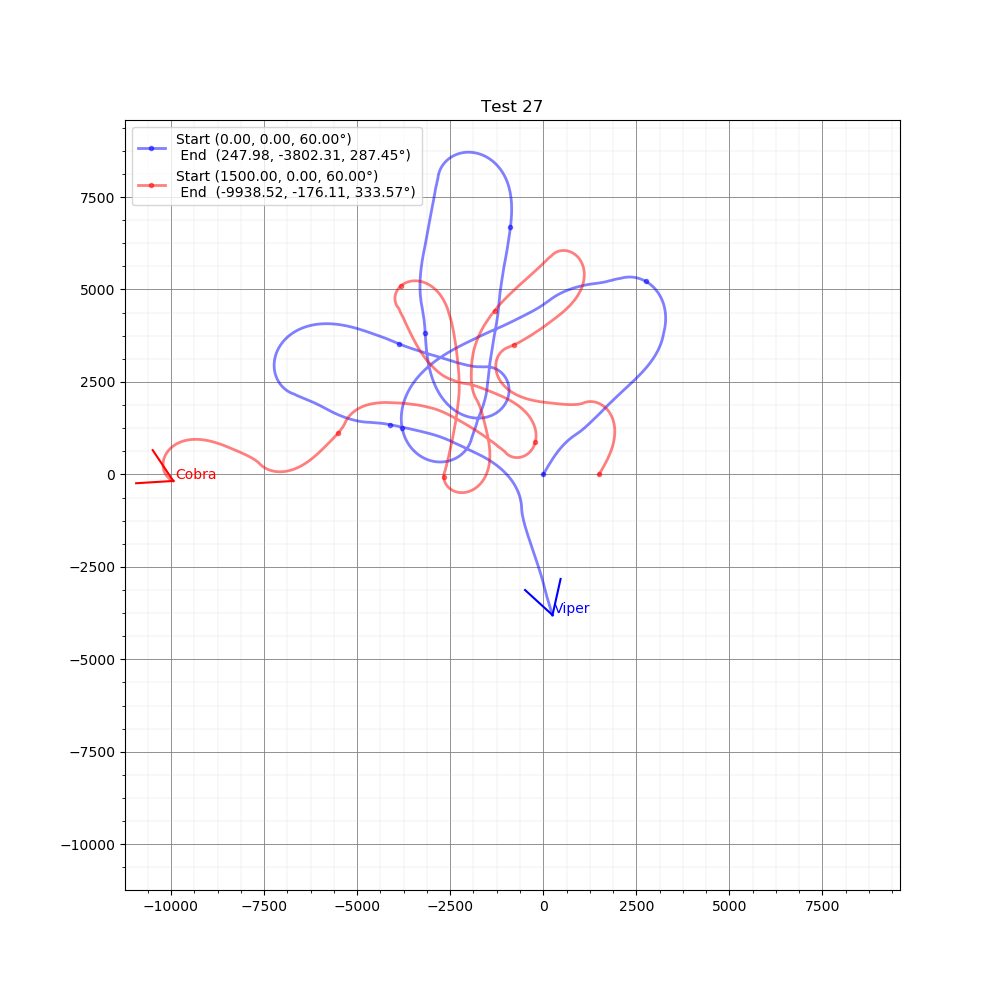 Test 27
Start (0.00, 0.00, 60.00°)
End (247.98, -3802.31, 287.45°)
Start (1500.00, 0.00, 60.00°)
End (-9938.52, -176.11, 333.57°)
7500
5000
2500
0
−2500
−5000
−7500
−10000
Cobra
Viper
−10000 −7500 −5000 −2500 0 2500 5000 7500